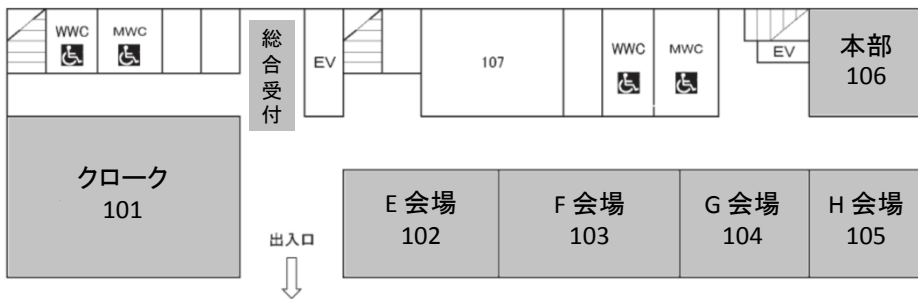 WWC
MWC
総合受付
EV
107
WWC
MWC
EV
本部
106
クローク
101
出入口
E 会場
102
F 会場
103
G 会場
104
H 会場
105